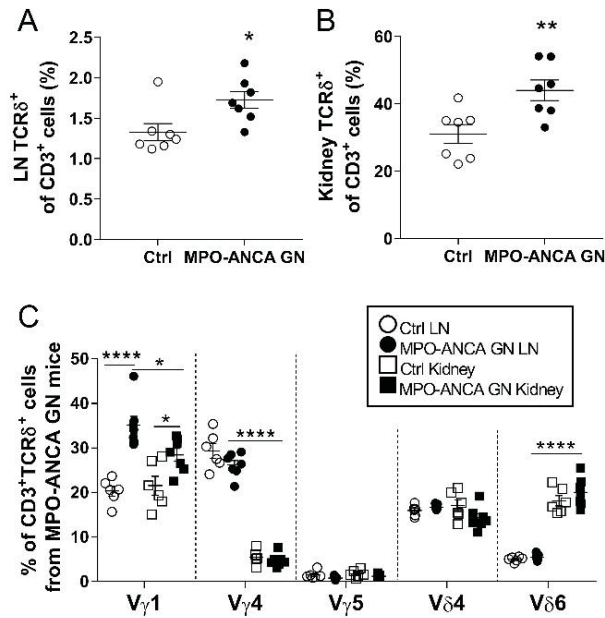 A
LN TCRδ⁺
of CD3⁺ cells (%)
2.5
2.0
1.5
1.0
0.5
0.0
*
Ctrl MPO-ANCA GN
B
Kidney TCRδ⁺
of CD3⁺ cells (%)
60
40
20
0
**
Ctrl MPO-ANCA GN
C
% of CD3⁺TCRδ⁺ cells
from MPO-ANCA GN mice
50
40
30
20
10
0
Ctrl LN
MPO-ANCA GN LN
Ctrl Kidney
MPO-ANCA GN Kidney
**** *
*
****
****
Vγ1 Vγ4 Vγ5 Vδ4 Vδ6